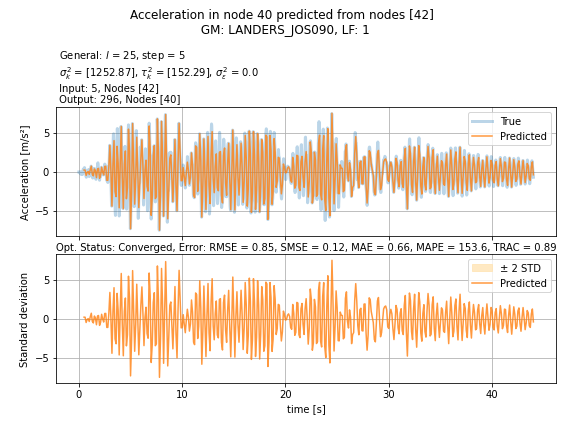 Acceleration in node 40 predicted from nodes [42]
GM: LANDERS_JOS090, LF: 1
General: l = 25, step = 5
σ²ₖ = [1252.87], τ²ₖ = [152.29], σ²ₑ = 0.0
Input: 5, Nodes [42]
Output: 296, Nodes [40]
Acceleration [m/s²]
5
0
−5
True
Predicted
Opt. Status: Converged, Error: RMSE = 0.85, SMSE = 0.12, MAE = 0.66, MAPE = 153.6, TRAC = 0.89
Standard deviation
5
0
−5
± 2 STD
Predicted
0 10 20 30 40
time [s]